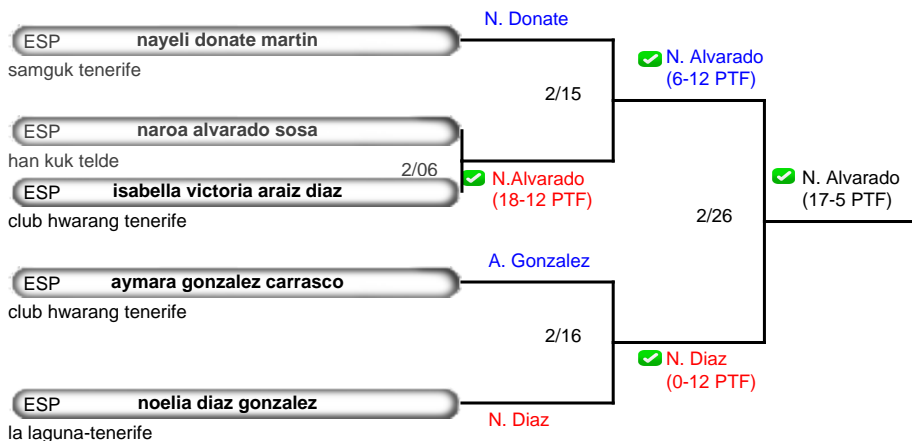 N. Donate
ESP nayeli donate martin
samguk tenerife
N. Alvarado
(6-12 PTF)
2/15
ESP naroa alvarado sosa
han kuk telde
2/06
N.Alvarado
(18-12 PTF)
ESP isabella victoria araiz diaz
club hwarang tenerife
N. Alvarado
(17-5 PTF)
2/26
A. Gonzalez
ESP aymara gonzalez carrasco
club hwarang tenerife
2/16
N. Diaz
(0-12 PTF)
ESP noelia diaz gonzalez
N. Diaz
la laguna-tenerife